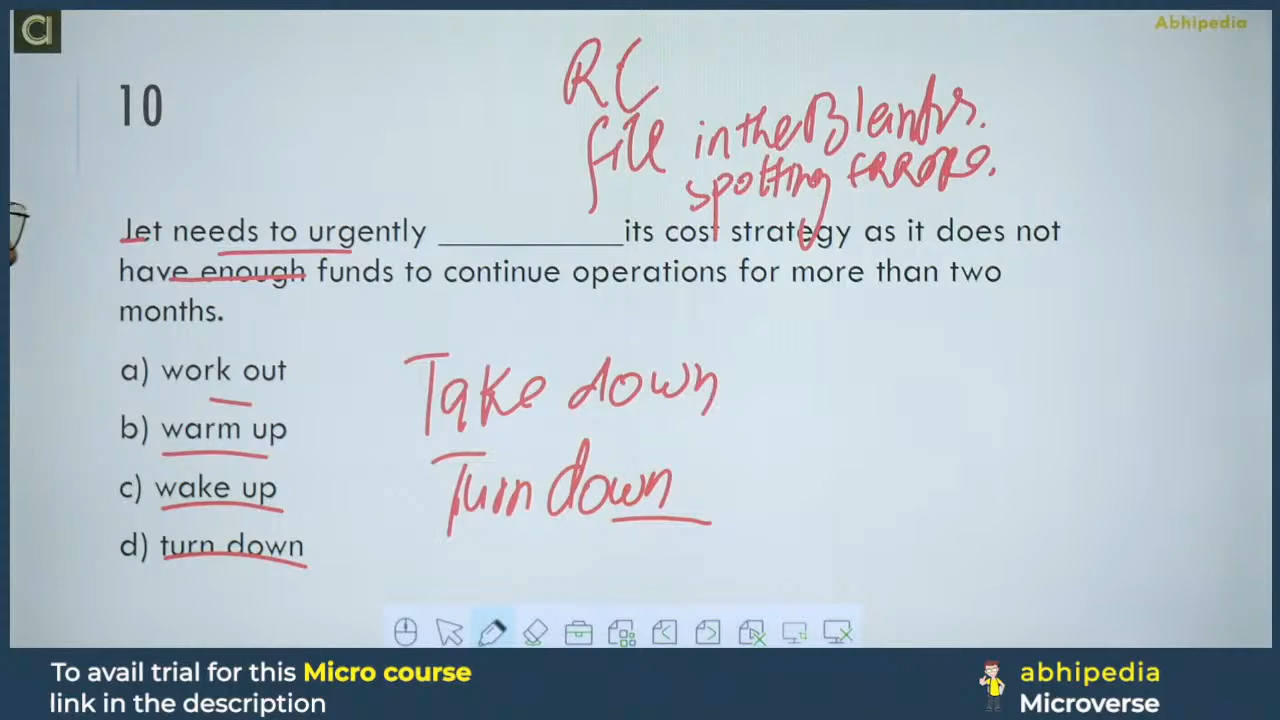 a
Abhipedia
10
RC
fill in the Blanks.
spotting ERRORS.
Jet needs to urgently ____________its cost strategy as it does not
have enough funds to continue operations for more than two
months.
a) work out
b) warm up
c) wake up
d) turn down
Take down
Turn down
To avail trial for this Micro course
link in the description
abhipedia
Microverse